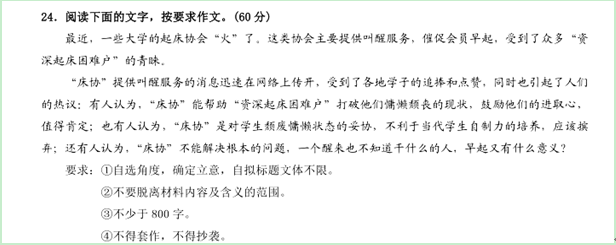 24．阅读下面的文字，按要求作文。(60 分)
最近，一些大学的起床协会“火”了。这类协会主要提供叫醒服务，催促会员早起，受到了众多“资
深起床困难户”的青睐。
“床协”提供叫醒服务的消息迅速在网络上传开，受到了各地学子的追捧和点赞，同时也引起了人们
的热议：有人认为，“床协”能帮助“资深起床困难户”打破他们慵懒颓丧的现状，鼓励他们的进取心，
值得肯定；也有人认为，“床协”是对学生颓废慵懒状态的妥协，不利于当代学生自制力的培养，应该摈
弃；还有人认为，“床协”不能解决根本的问题，一个醒来也不知道干什么的人，早起又有什么意义？
要求：①自选角度，确定立意，自拟标题文体不限。
②不要脱离材料内容及含义的范围。
③不少于 800 字。
④不得套作，不得抄袭。